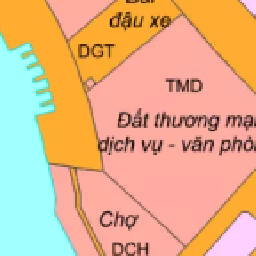 đậu xe
DGT
TMD
Đất thương mại
dịch vụ - văn phòng
Chợ
DCH